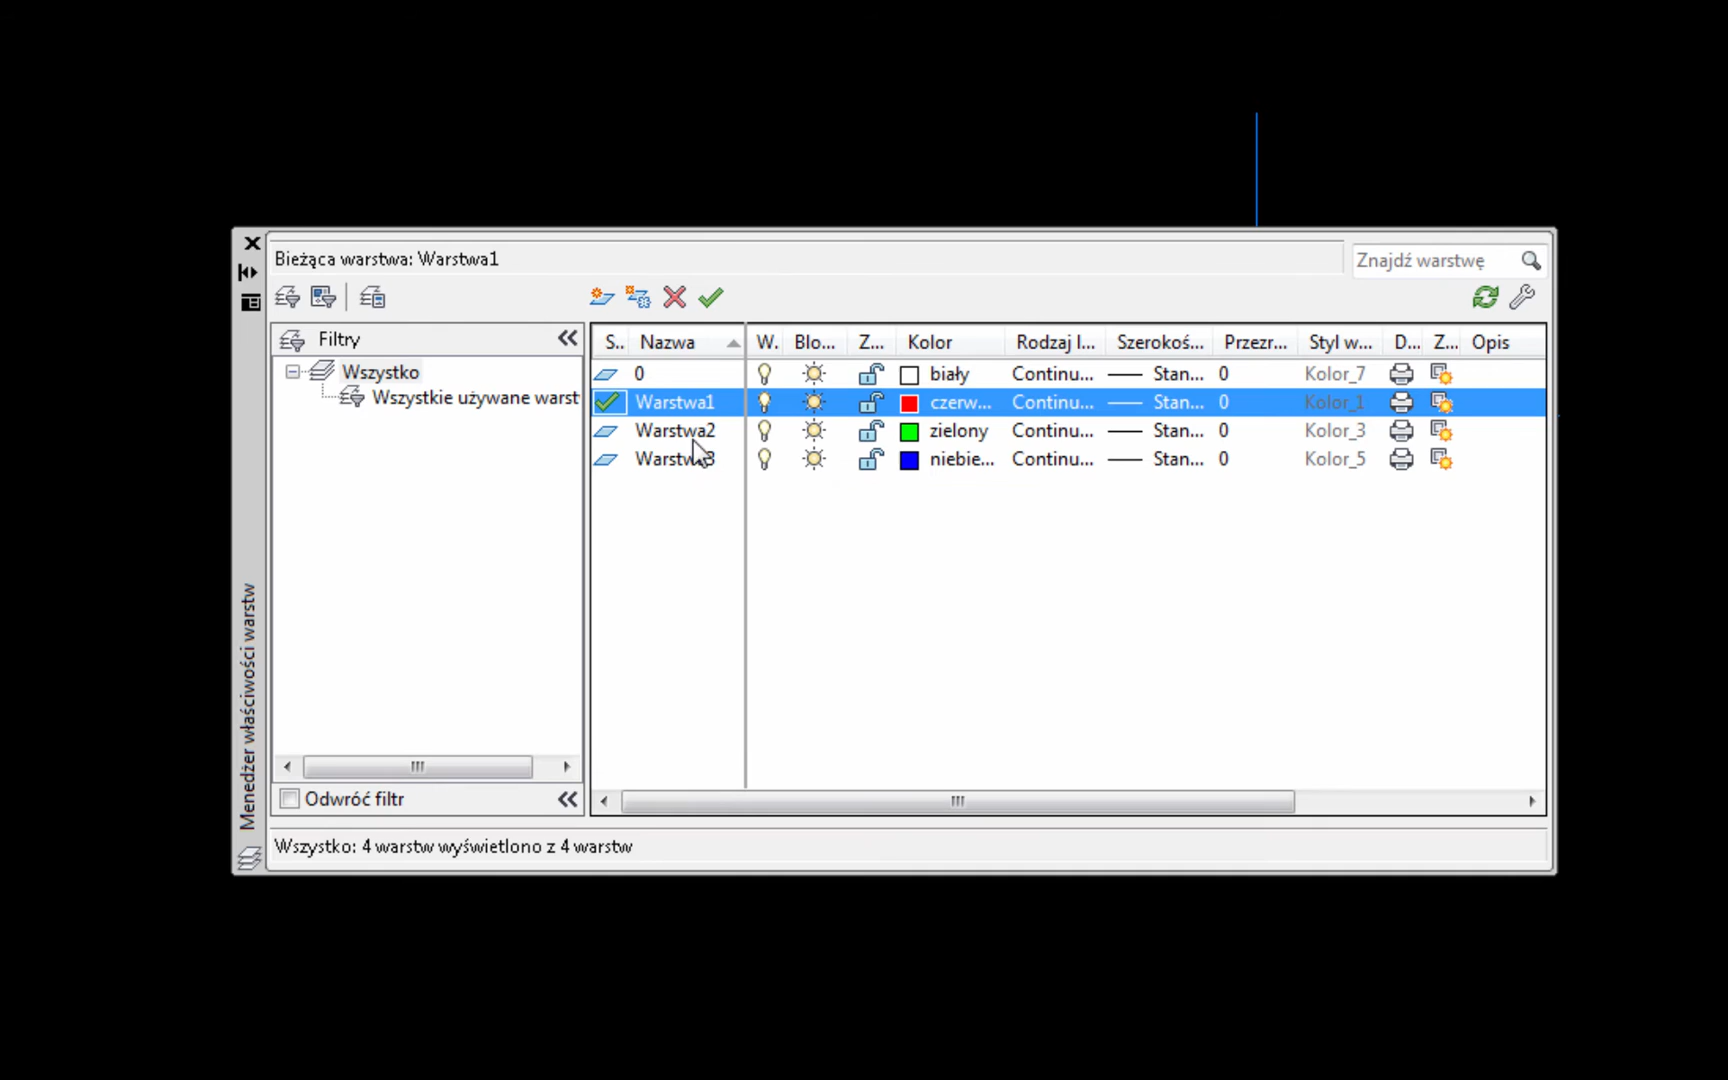 Bieżąca warstwa: Warstwa1
Znajdź warstwę
Filtry
Wszystko
Wszystkie używane warst
S.. Nazwa W. Blo... Z... Kolor Rodzaj l... Szerokoś... Przezr... Styl w... D... Z... Opis
0 biały Continu... Stan... 0 Kolor_7
Warstwa1 czerw... Continu... Stan... 0 Kolor_1
Warstwa2 zielony Continu... Stan... 0 Kolor_3
niebie... Continu... Stan... 0 Kolor_5
Odwróć filtr
Wszystko: 4 warstw wyświetlono z 4 warstw
Menedżer właściwości warstw